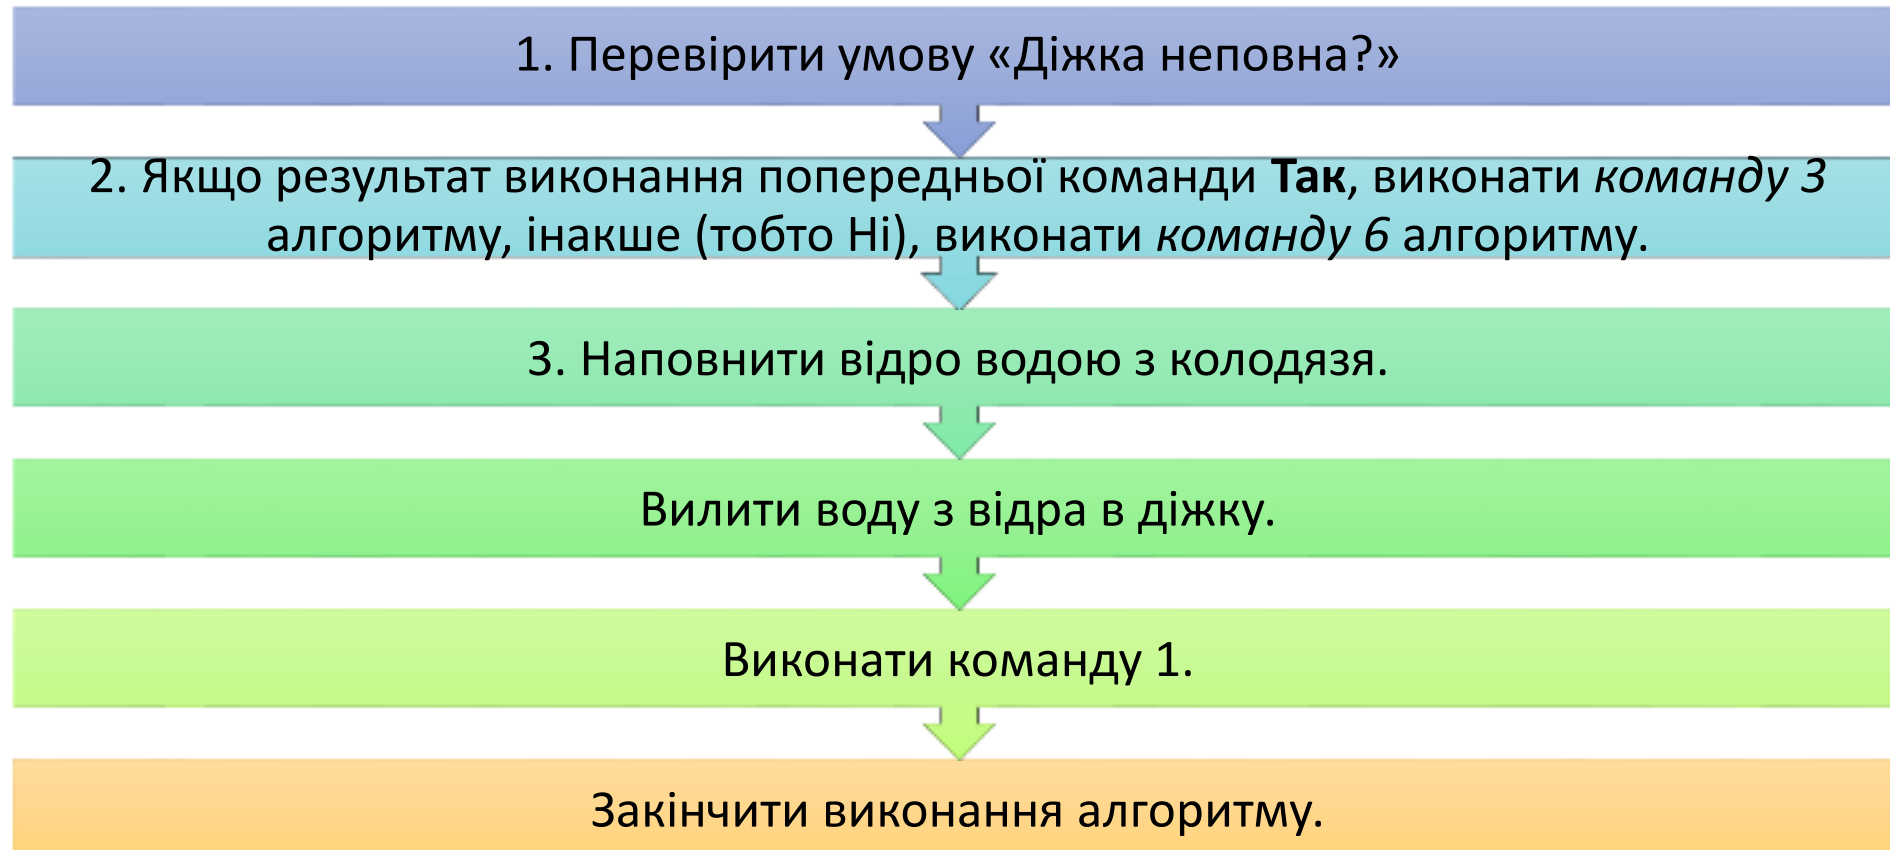 1. Перевірити умову «Діжка неповна?»
2. Якщо результат виконання попередньої команди Так, виконати команду 3
алгоритму, інакше (тобто Ні), виконати команду 6 алгоритму.
3. Наповнити відро водою з колодязя.
Вилити воду з відра в діжку.
Виконати команду 1.
Закінчити виконання алгоритму.